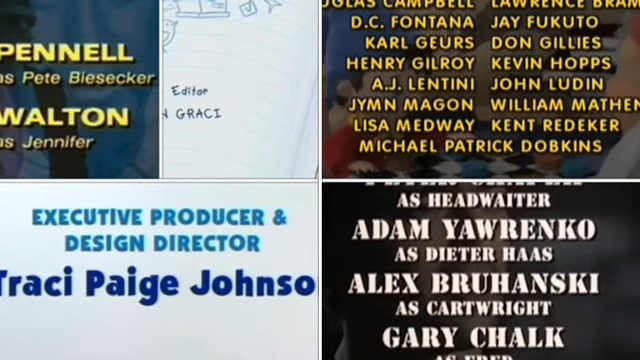 PENNELL
as Pete Biesecker
WALTON
as Jennifer
Editor
N GRACI
UGLAS CAMPBELL LAWRENCE BRAM
D.C. FONTANA JAY FUKUTO
KARL GEURS DON GILLIES
HENRY GILROY KEVIN HOPPS
A.J. LENTINI JOHN LUDIN
JYMN MAGON WILLIAM MATHEN
LISA MEDWAY KENT REDEKER
MICHAEL PATRICK DOBKINS
EXECUTIVE PRODUCER &
DESIGN DIRECTOR
Traci Paige Johnso
AS HEADWAITER
ADAM YAWRENKO
AS DIETER HAAS
ALEX BRUHANSKI
AS CARTWRIGHT
GARY CHALK
AS FRED